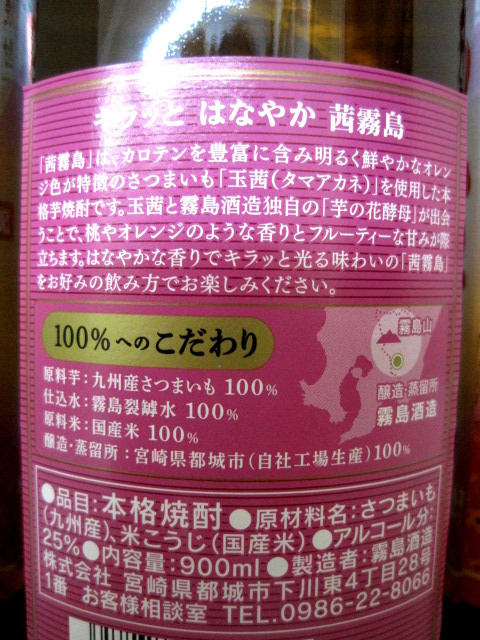 キラッと はなやか 茜霧島
「茜霧島」は、カロテンを豊富に含み明るく鮮やかなオレン
ジ色が特徴のさつまいも「玉茜(タマアカネ)」を使用した本
格芋焼酎です。玉茜と霧島酒造独自の「芋の花酵母」が出会
うことで、桃やオレンジのような香りとフルーティーな甘みが際
立ちます。はなやかな香りでキラッと光る味わいの「茜霧島」
をお好みの飲み方でお楽しみください。
100%へのこだわり
原料芋:九州産さつまいも 100%
仕込水:霧島裂罅水 100%
原料米:国産米 100%
醸造・蒸留所:宮崎県都城市(自社工場生産)100%
霧島山
醸造・蒸留所
霧島酒造
●品目:本格焼酎●原材料名:さつまいも
(九州産)、米こうじ(国産米)●アルコール分:
25%●内容量:900ml●製造者:霧島酒造
株式会社 宮崎県都城市下川東4丁目28号
1番 お客様相談室 TEL.0986-22-8066